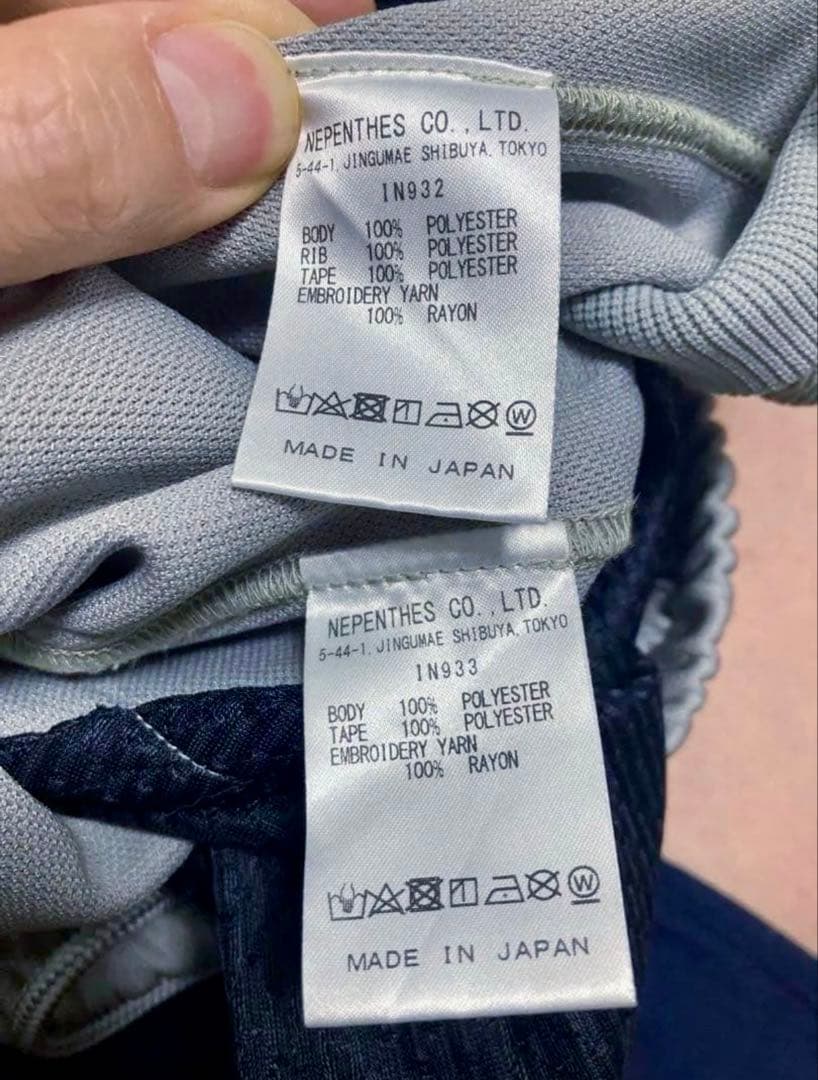 NEPENTHES CO.,LTD.
5-44-1, JINGUMAE SHIBUYA, TOKYO
IN932
BODY 100% POLYESTER
RIB 100% POLYESTER
TAPE 100% POLYESTER
EMBROIDERY YARN
100% RAYON
W
MADE IN JAPAN
NEPENTHES CO.,LTD.
5-44-1, JINGUMAE SHIBUYA, TOKYO
IN933
BODY 100% POLYESTER
TAPE 100% POLYESTER
EMBROIDERY YARN
100% RAYON
W
MADE IN JAPAN